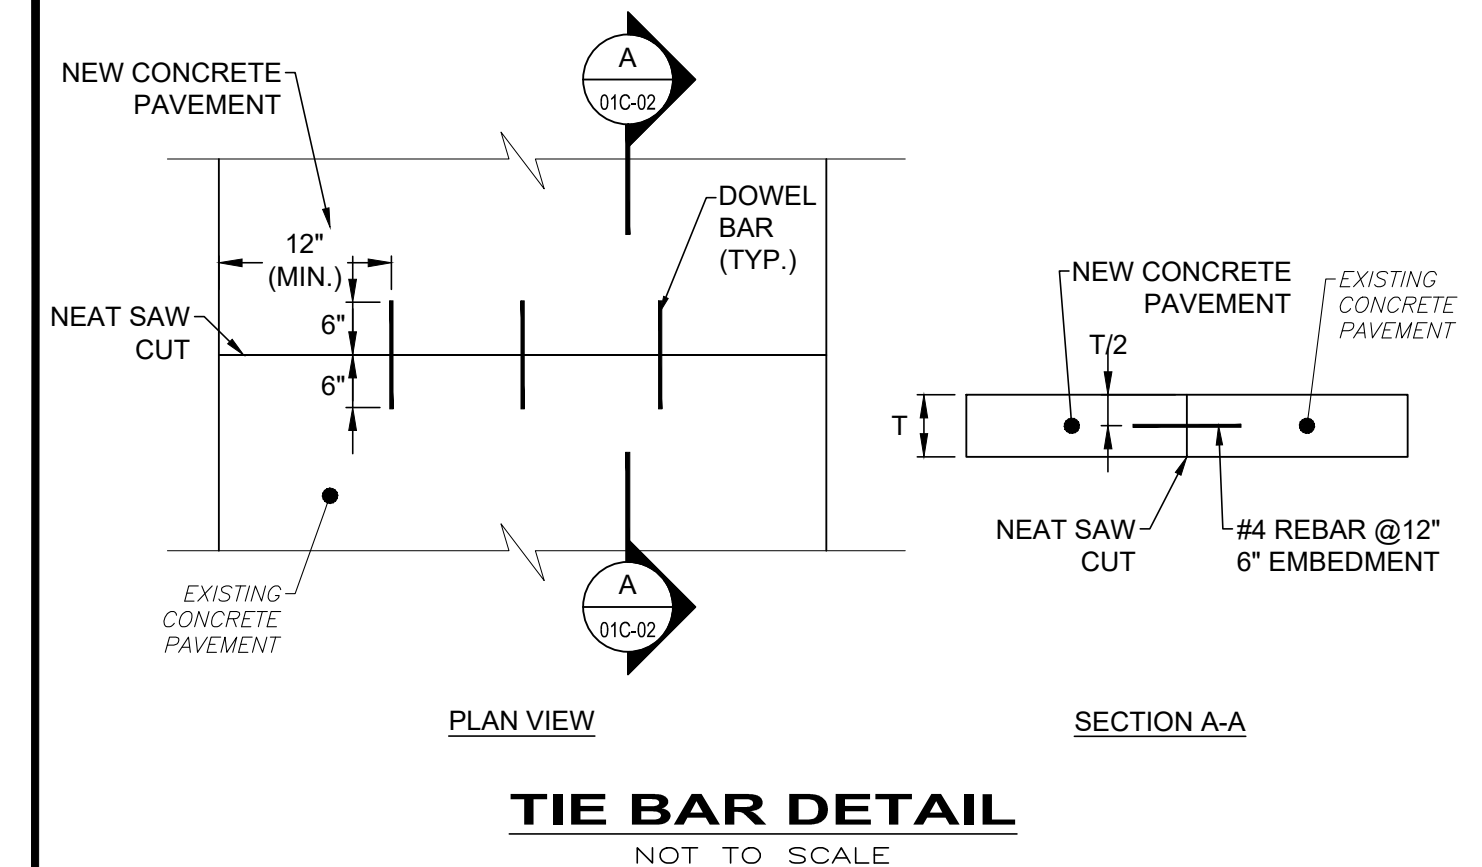 A
01C-02
NEW CONCRETE
PAVEMENT
DOWEL
BAR
(TYP.)
12"
(MIN.)
6"
NEAT SAW
CUT
6"
EXISTING
CONCRETE
PAVEMENT
A
01C-02
PLAN VIEW
NEW CONCRETE
PAVEMENT
EXISTING
CONCRETE
PAVEMENT
T/2
T
NEAT SAW
CUT
#4 REBAR @12"
6" EMBEDMENT
SECTION A-A
TIE BAR DETAIL
NOT TO SCALE